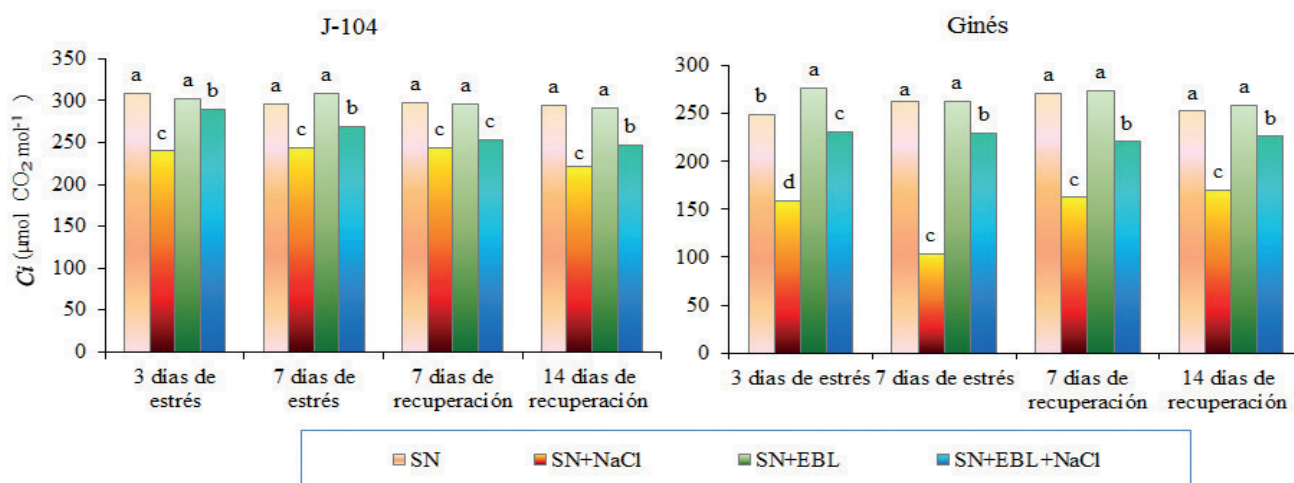 J-104
Ginés
Ci (µmol CO2 mol-1 )
350
300
250
200
150
100
50
0
a c a b
a c a b
a c a c
a c a b
3 dias de estrés
7 dias de estrés
7 dias de recuperación
14 dias de recuperación
300
250
200
150
100
50
0
b d a c
a c a b
a c a b
a c a b
3 dias de estrés
7 dias de estrés
7 dias de recuperación
14 dias de recuperación
SN
SN+NaCl
SN+EBL
SN+EBL+NaCl